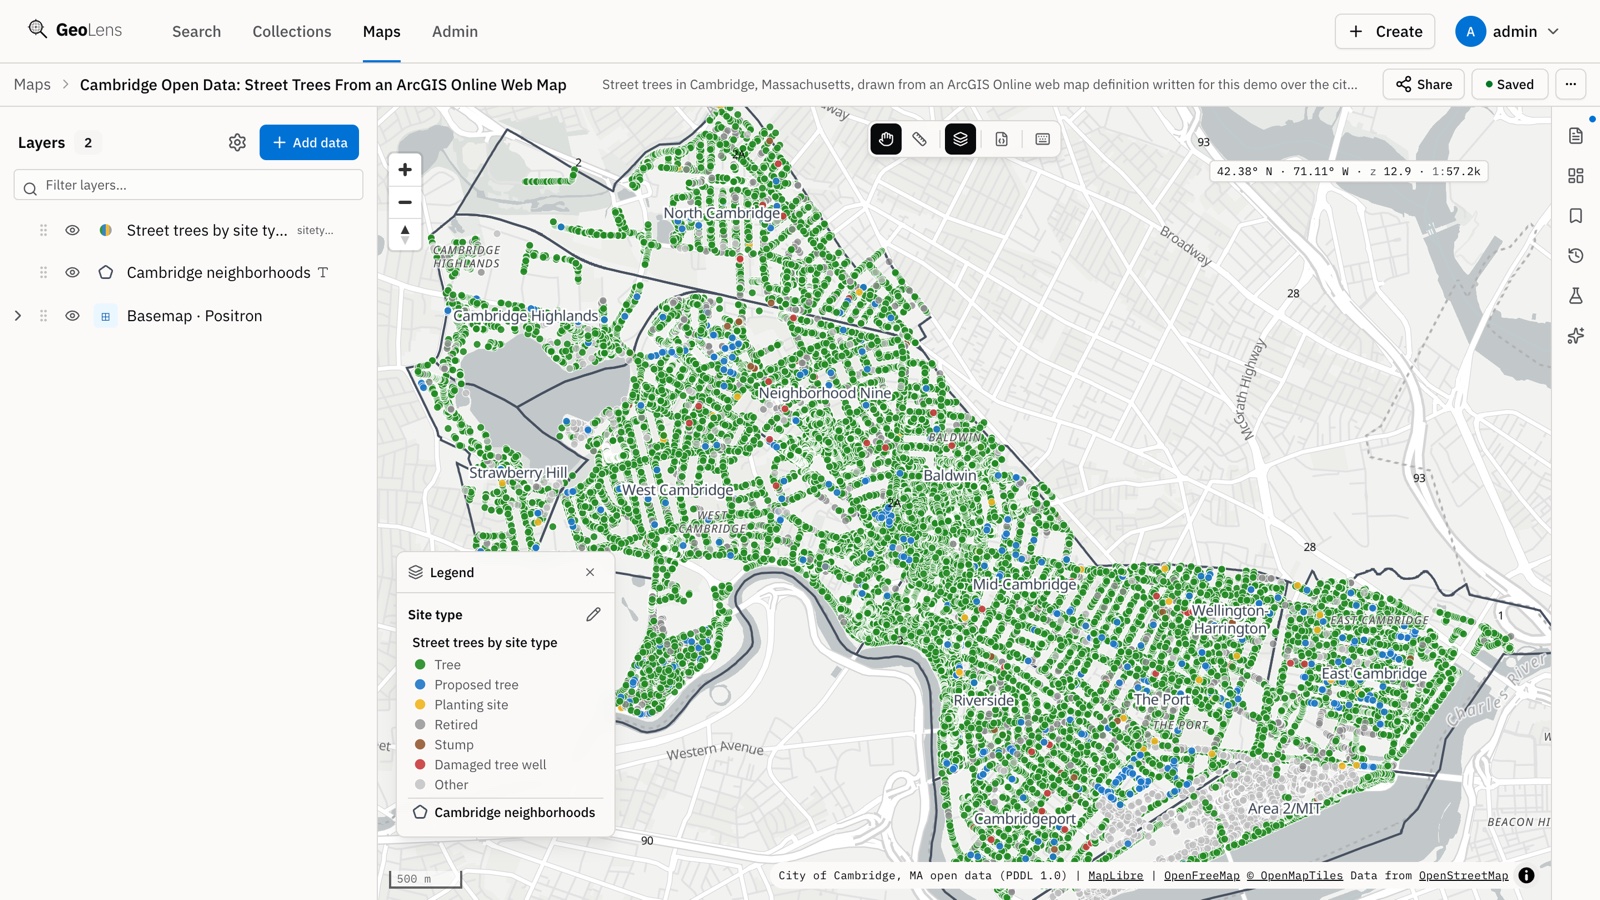 GeoLens
Search
Collections
Maps
Admin
Create
A
admin
Maps
Cambridge Open Data: Street Trees From an ArcGIS Online Web Map
Street trees in Cambridge, Massachusetts, drawn from an ArcGIS Online web map definition written for this demo over the cit...
Share
Saved
Layers 2
Add data
Filter layers...
Street trees by site ty... sitety...
Cambridge neighborhoods
Basemap · Positron
42.38° N · 71.11° W · z 12.9 · 1:57.2k
2
93
North Cambridge
Broadway
CAMBRIDGE
HIGHLANDS
28
Cambridge Highlands
McGrath Highway
Neighborhood Nine
BALDWIN
Strawberry Hill
Baldwin
93
West Cambridge
2A
WEST
CAMBRIDGE
28
Mid-Cambridge
Wellington-
Harrington
EAST CAMBRIDGE
1
East Cambridge
Riverside
The Port
THE PORT
Charles River
Western Avenue
Area 2/MIT
Cambridgeport
BEACON HI
90
Legend
Site type
Street trees by site type
Tree
Proposed tree
Planting site
Retired
Stump
Damaged tree well
Other
Cambridge neighborhoods
500 m
City of Cambridge, MA open data (PDDL 1.0) | MapLibre | OpenFreeMap © OpenMapTiles Data from OpenStreetMap